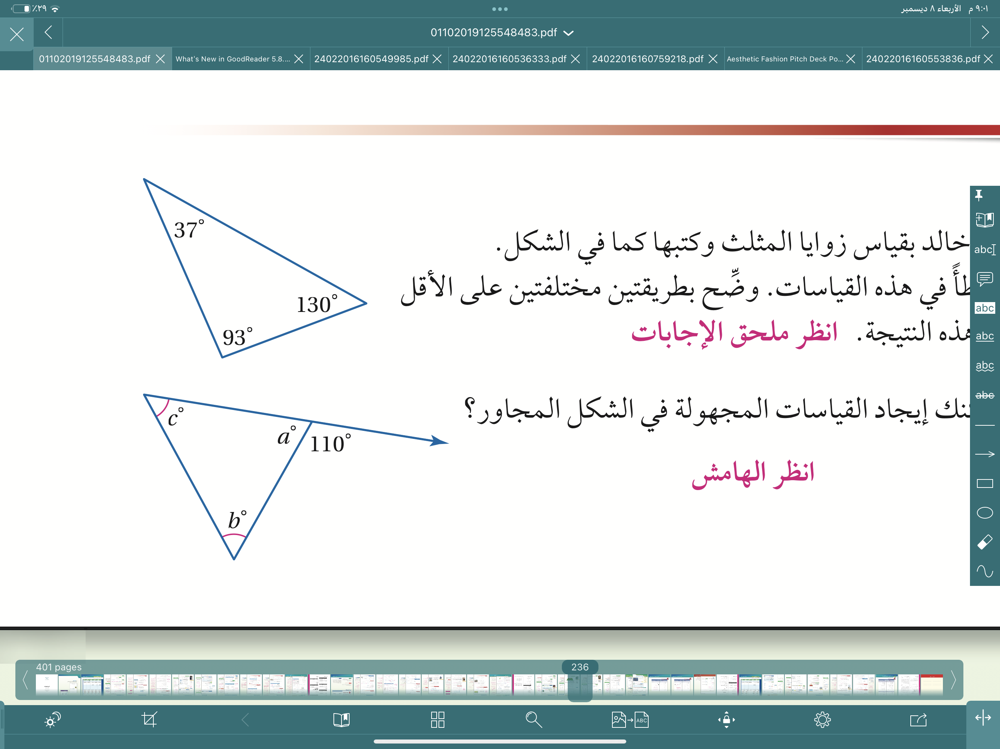 ٪٢٩
الأربعاء ٨ ديسمبر ٩:٠١ م
01102019125548483.pdf
01102019125548483.pdf
What's New in GoodReader 5.8....
24022016160549985.pdf
24022016160536333.pdf
24022016160759218.pdf
Aesthetic Fashion Pitch Deck Po...
24022016160553836.pdf
خالد بقياس زوايا المثلث وكتبها كما في الشكل.
في هذه القياسات. وضِّح بطريقتين مختلفتين على الأقل
هذه النتيجة. انظر ملحق الإجابات
37°
130°
93°
إيجاد القياسات المجهولة في الشكل المجاور؟
انظر الهامش
c°
a°
110°
b°
abc
abc
abc
abc
abc
401 pages
236
ABC